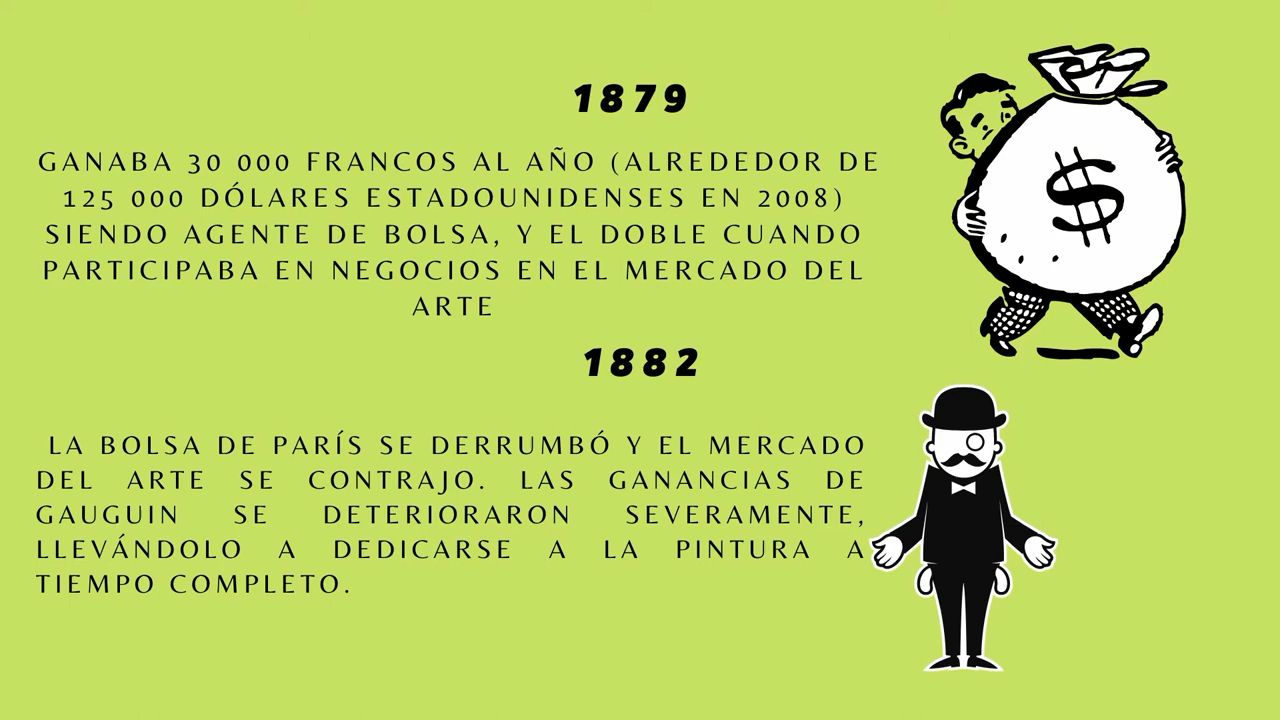 1879
GANABA 30 000 FRANCOS AL AÑO (ALREDEDOR DE
125 000 DÓLARES ESTADOUNIDENSES EN 2008)
SIENDO AGENTE DE BOLSA, Y EL DOBLE CUANDO
PARTICIPABA EN NEGOCIOS EN EL MERCADO DEL
ARTE
$
1882
LA BOLSA DE PARÍS SE DERRUMBÓ Y EL MERCADO
DEL ARTE SE CONTRAJO. LAS GANANCIAS DE
GAUGUIN SE DETERIORARON SEVERAMENTE,
LLEVÁNDOLO A DEDICARSE A LA PINTURA A
TIEMPO COMPLETO.